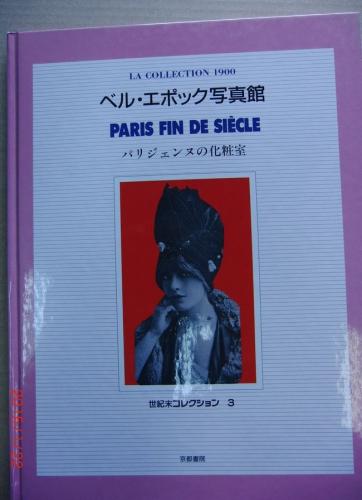 LA COLLECTION 1900
ベル・エポック写真館
PARIS FIN DE SIÈCLE
パリジェンヌの化粧室
世紀末コレクション 3
京都書院